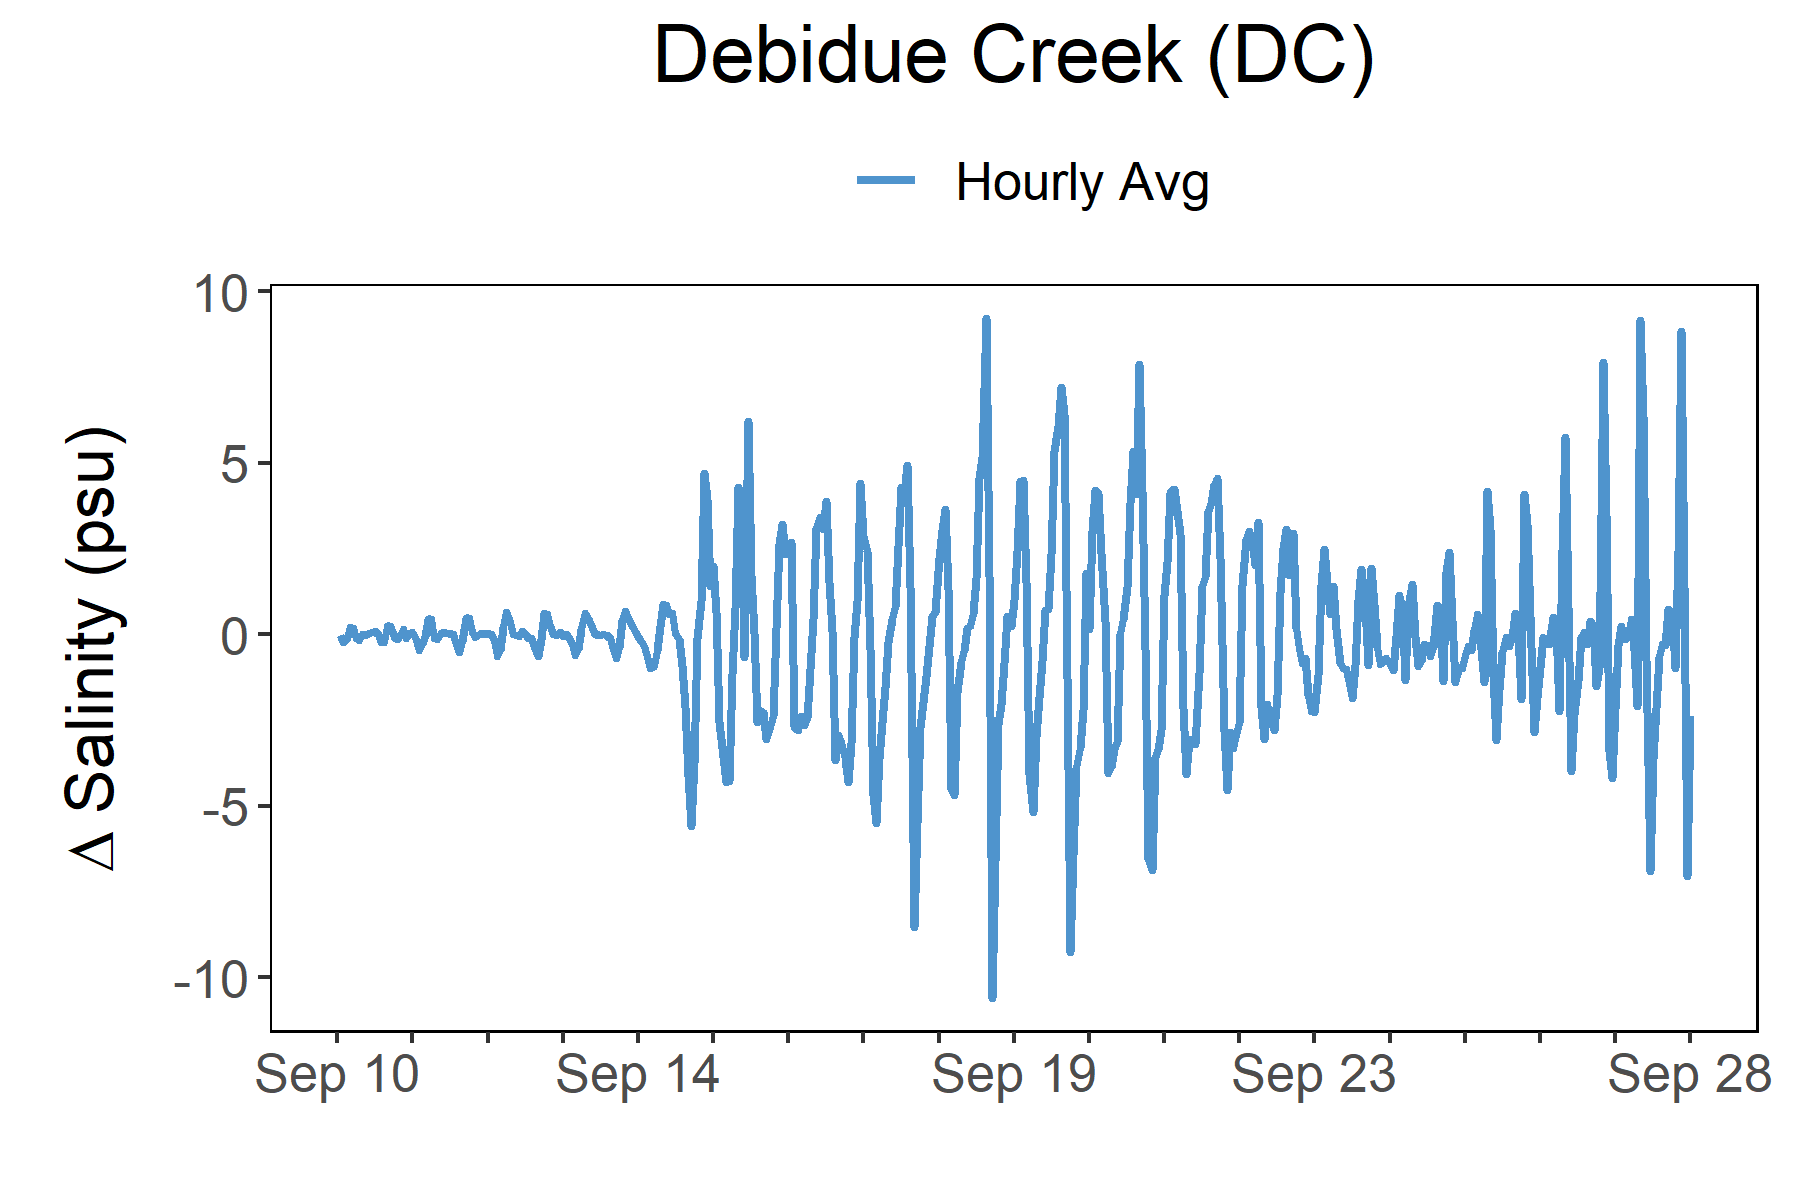 Debidue Creek (DC)
Hourly Avg
Δ Salinity (psu)
10
5
0
-5
-10
Sep 10 Sep 14 Sep 19 Sep 23 Sep 28